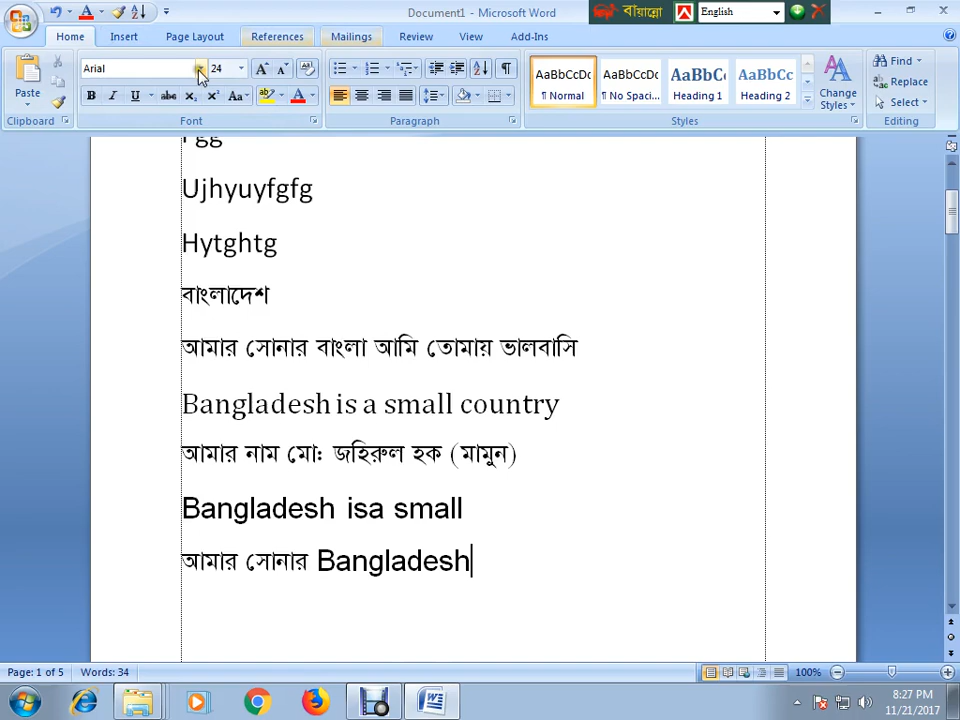 Document1 - Microsoft Word
বাঁয়ান্নো English
Home Insert Page Layout References Mailings Review View Add-Ins
Arial 24
Paste
AaBbCcDc AaBbCcDc AaBbC AaBbCc
¶ Normal ¶ No Spaci... Heading 1 Heading 2
Change Styles
Find
Replace
Select
Clipboard Font Paragraph Styles Editing
Ujhyuyfgfg
Hytghtg
বাংলাদেশ
আমার সোনার বাংলা আমি তোমায় ভালবাসি
Bangladesh is a small country
আমার নাম মো: জহিরুল হক (মামুন)
Bangladesh isa small
আমার সোনার Bangladesh
Page: 1 of 5 Words: 34 100%
8:27 PM
11/21/2017